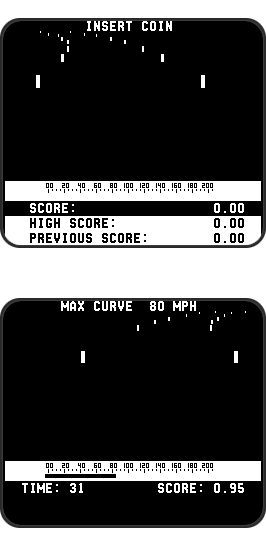 INSERT COIN
00 20 40 60 80 100 120 140 160 180 200
SCORE: 0.00
HIGH SCORE: 0.00
PREVIOUS SCORE: 0.00
MAX CURVE 80 MPH
00 20 40 60 80 100 120 140 160 180 200
TIME: 31 SCORE: 0.95